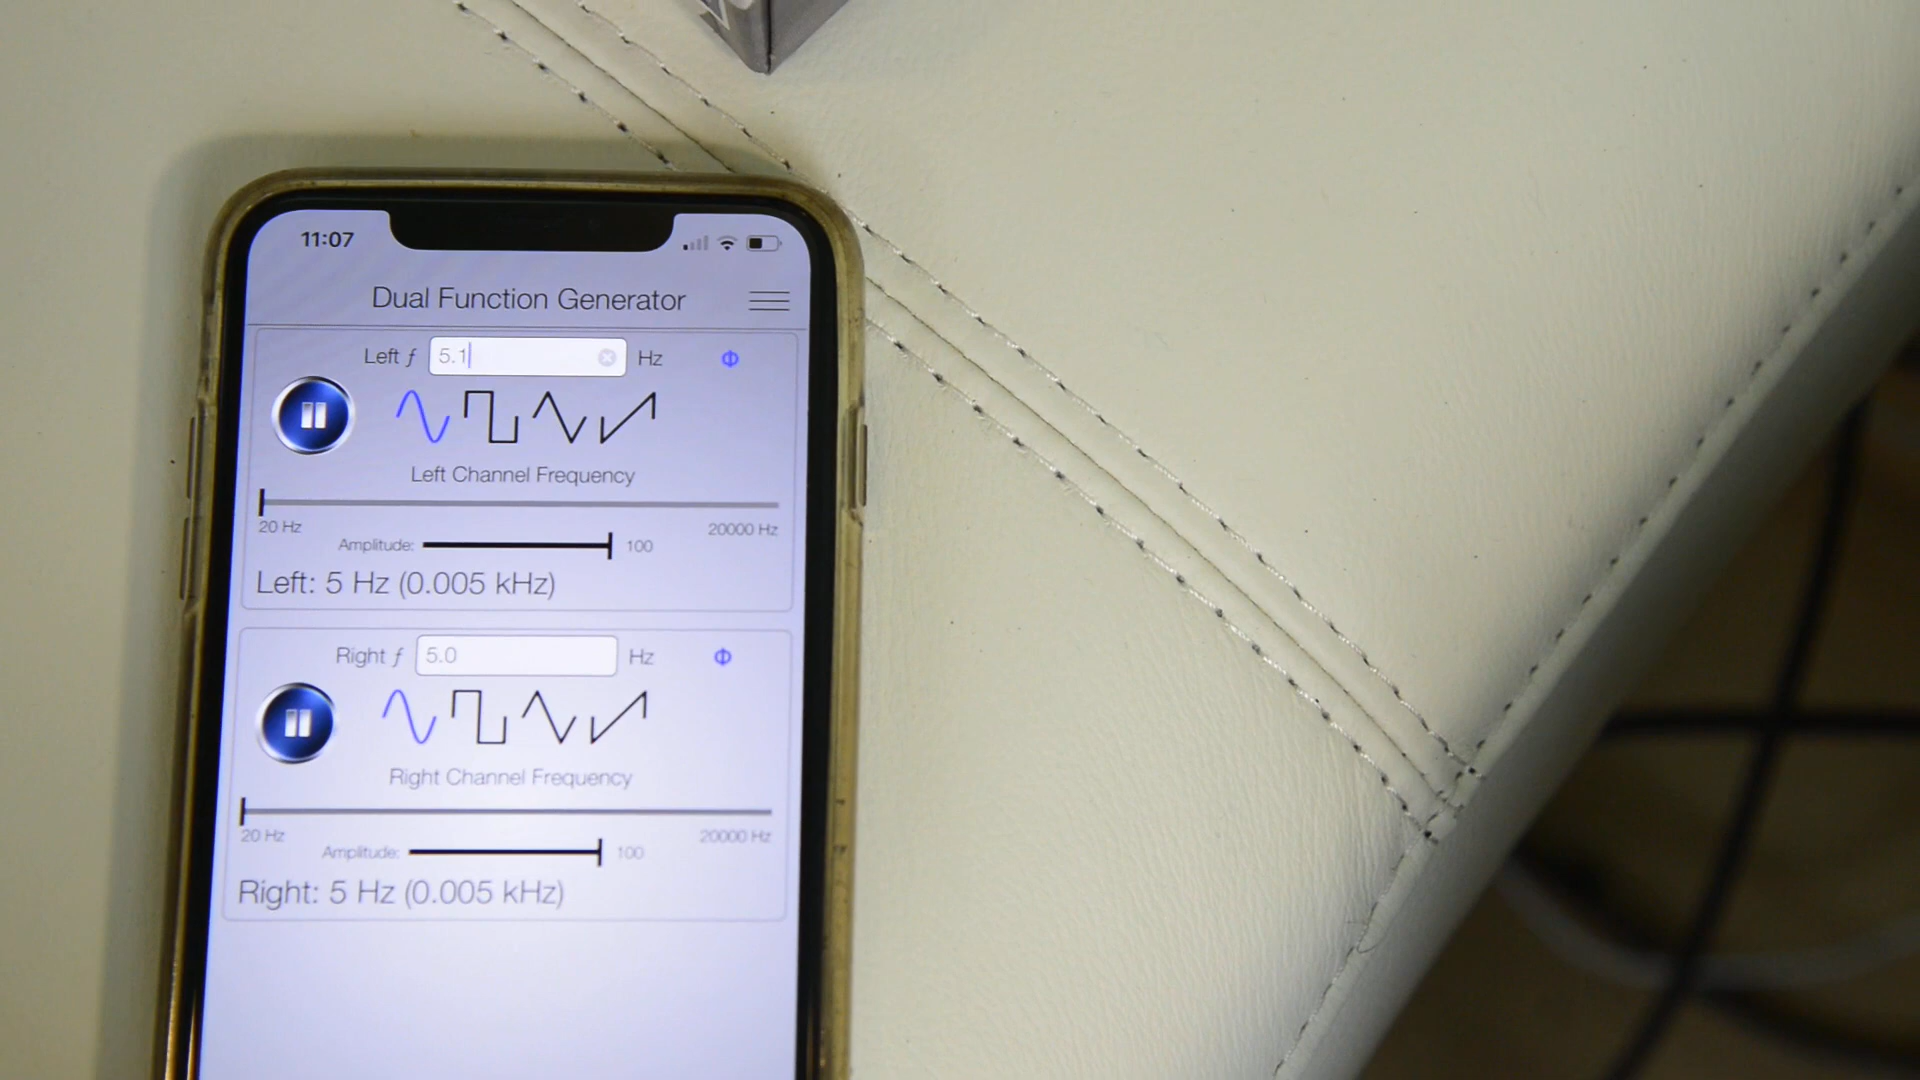 11:07
Dual Function Generator
Left ƒ 5.1 Hz Φ
Left Channel Frequency
20 Hz 20000 Hz
Amplitude: 100
Left: 5 Hz (0.005 kHz)
Right ƒ 5.0 Hz Φ
Right Channel Frequency
20 Hz 20000 Hz
Amplitude: 100
Right: 5 Hz (0.005 kHz)